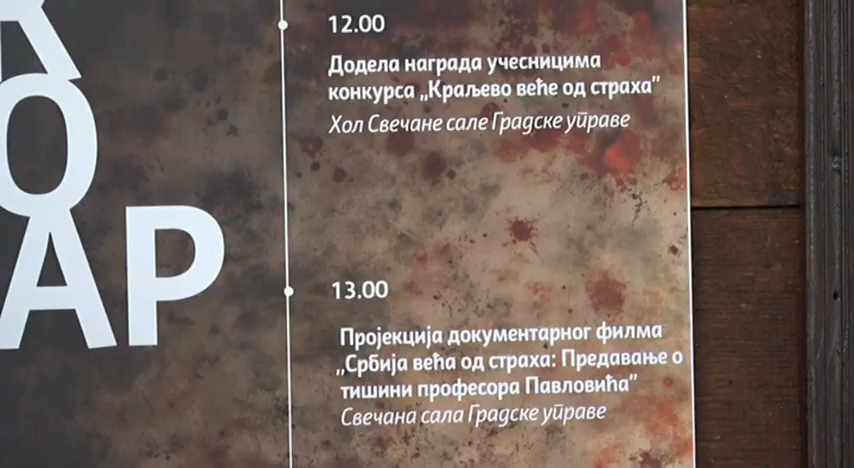 К
О
АР
12.00
Додела награда учесницима
конкурса „Краљево веће од страха”
Хол Свечане сале Градске управе
13.00
Пројекција документарног филма
„Србија већа од страха: Предавање о
тишини професора Павловића”
Свечана сала Градске управе